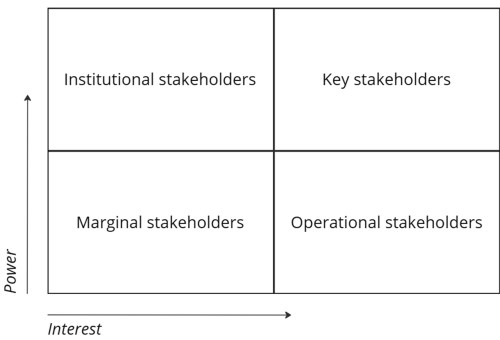 Institutional stakeholders
Key stakeholders
Marginal stakeholders
Operational stakeholders
Power
Interest